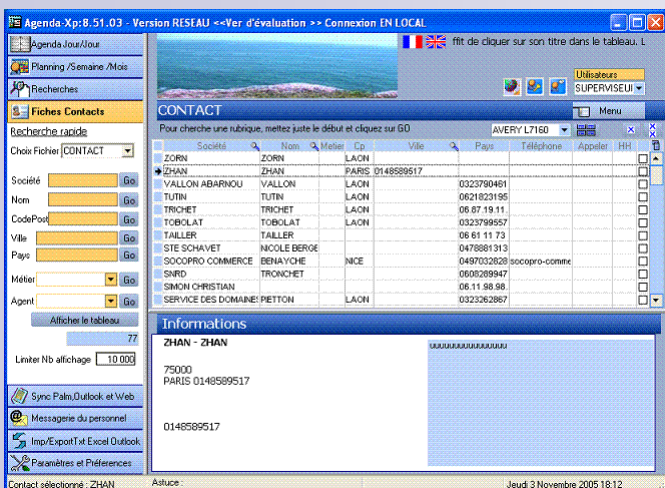 Agenda-Xp:8.51.03 - Version RESEAU <<Ver d'évaluation >> Connexion EN LOCAL
Agenda Jour/Jour
ffit de cliquer sur son titre dans le tableau. L
Planning /Semaine /Mois
Recherches
Utilisateurs
SUPERVISEUI
Fiches Contacts
CONTACT
Menu
Recherche rapide
Pour cherche une rubrique, mettez juste le début et cliquez sur GO
AVERY L7160
Choix Fichier CONTACT
Société Nom Metier Cp Ville Pays Téléphone Appeler HH
ZORN ZORN LAON
ZHAN ZHAN PARIS 0148589517
VALLON ABARNOU VALLON LAON 0323790461
TUTIN TUTIN LAON 0621823195
TRICHET TRICHET LAON 06.87.19.11.
TOBOLAT TOBOLAT LAON 0323799557
TAILLER TAILLER 06 61 11 73
STE SCHAVET NICOLE BERGE 0478881313
SOCOPRO COMMERCE BENAYCHE NICE 0497032828 socopro-comme
SNRD TRONCHET 0608289947
SIMON CHRISTIAN 06.11.98.98.
SERVICE DES DOMAINE: PIETTON LAON 0323262867
Société Go
Nom Go
CodePost Go
Ville Go
Pays Go
Métier Go
Agent Go
Afficher le tableau
77
Limiter Nb affichage 10 000
Informations
ZHAN - ZHAN
75000
PARIS 0148589517
0148589517
Sync Palm,Outlook et Web
Messagerie du personnel
Imp/ExportTxt Excel Outlook
Paramètres et Préferences
Contact sélectionné : ZHAN
Astuce :
Jeudi 3 Novembre 2005 18:12